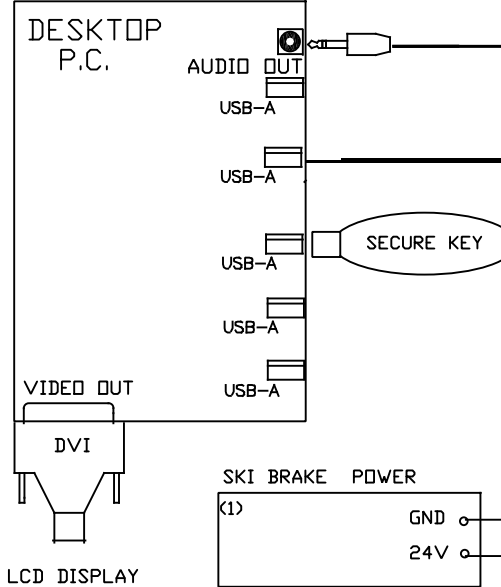 DESKTOP
P.C.
AUDIO OUT
USB-A
USB-A
SECURE KEY
USB-A
USB-A
VIDEO OUT
USB-A
DVI
SKI BRAKE POWER
(1)
GND
24V
LCD DISPLAY